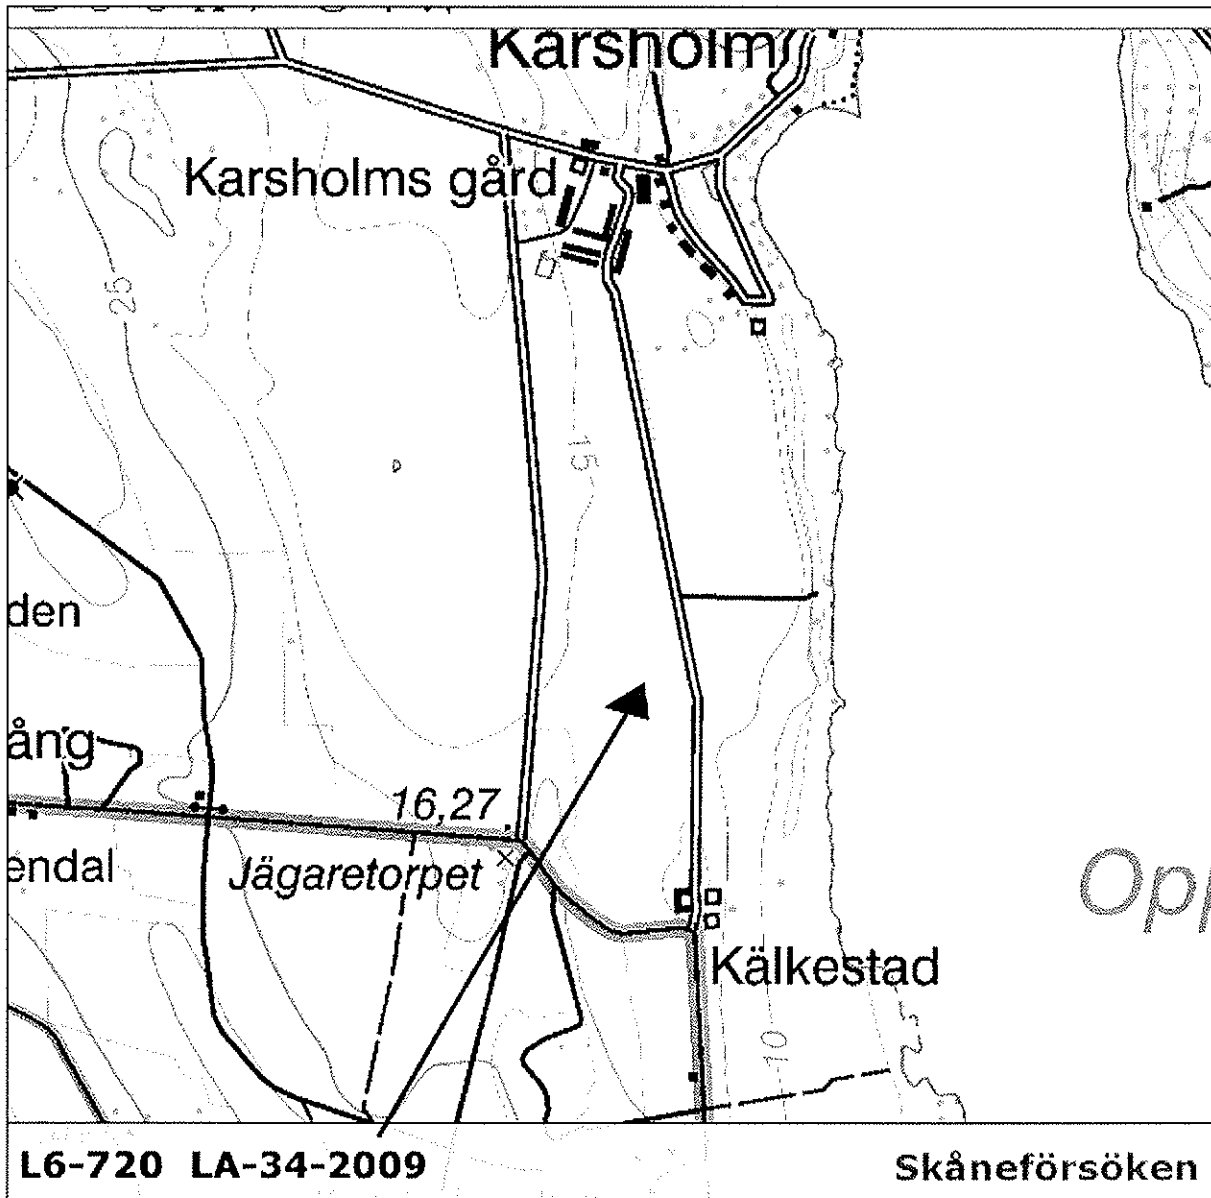 Karsholm
Karsholms gård
25
15
den
ång
16,27
endal
Jägaretorpet
Opp
Kälkestad
10
L6-720 LA-34-2009
Skåneförsöken